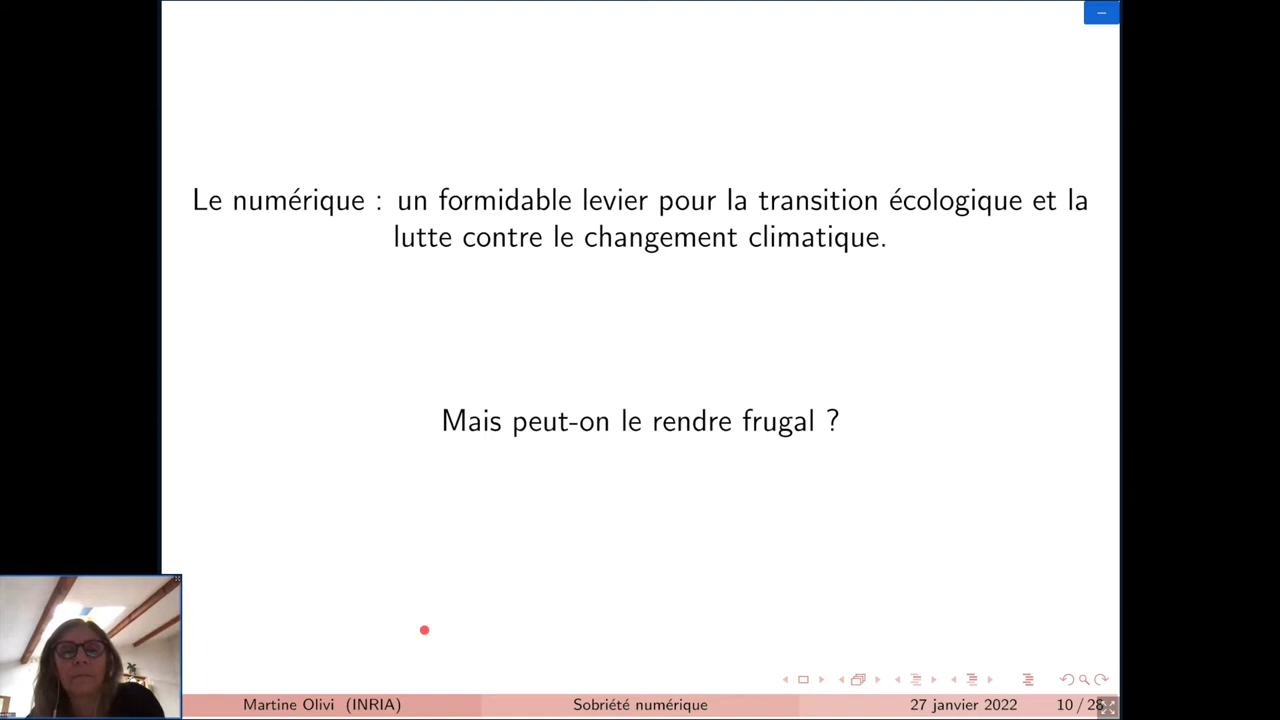 Le numérique : un formidable levier pour la transition écologique et la
lutte contre le changement climatique.
Mais peut-on le rendre frugal ?
Martine Olivi (INRIA) Sobriété numérique 27 janvier 2022 10 / 28